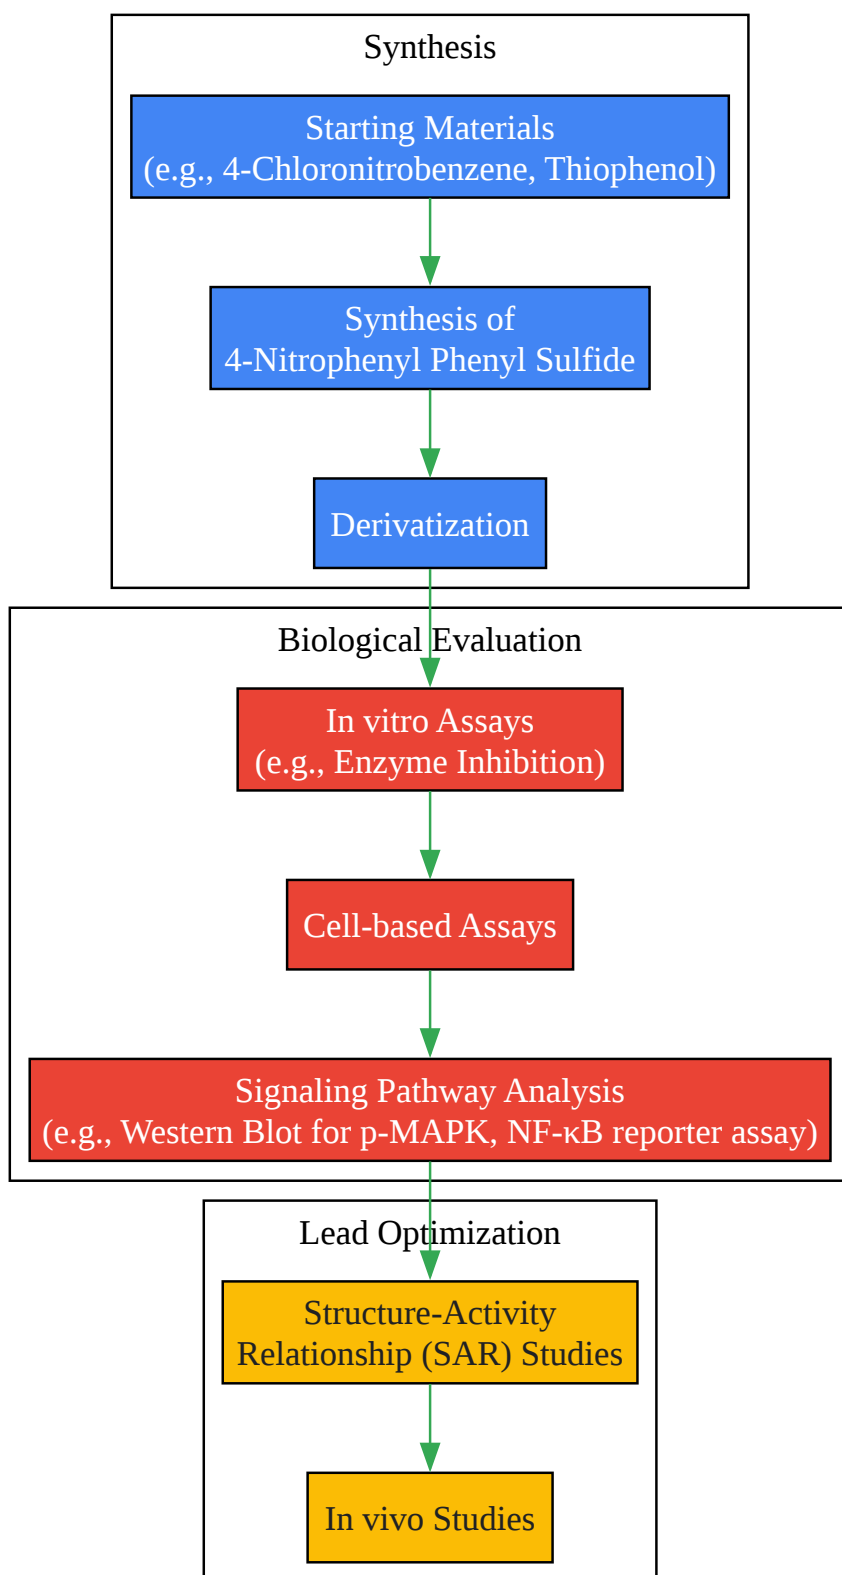 Synthesis
Starting Materials
(e.g., 4-Chloronitrobenzene, Thiophenol)
Synthesis of
4-Nitrophenyl Phenyl Sulfide
Derivatization
Biological Evaluation
In vitro Assays
(e.g., Enzyme Inhibition)
Cell-based Assays
Signaling Pathway Analysis
(e.g., Western Blot for p-MAPK, NF-κB reporter assay)
Lead Optimization
Structure-Activity
Relationship (SAR) Studies
In vivo Studies